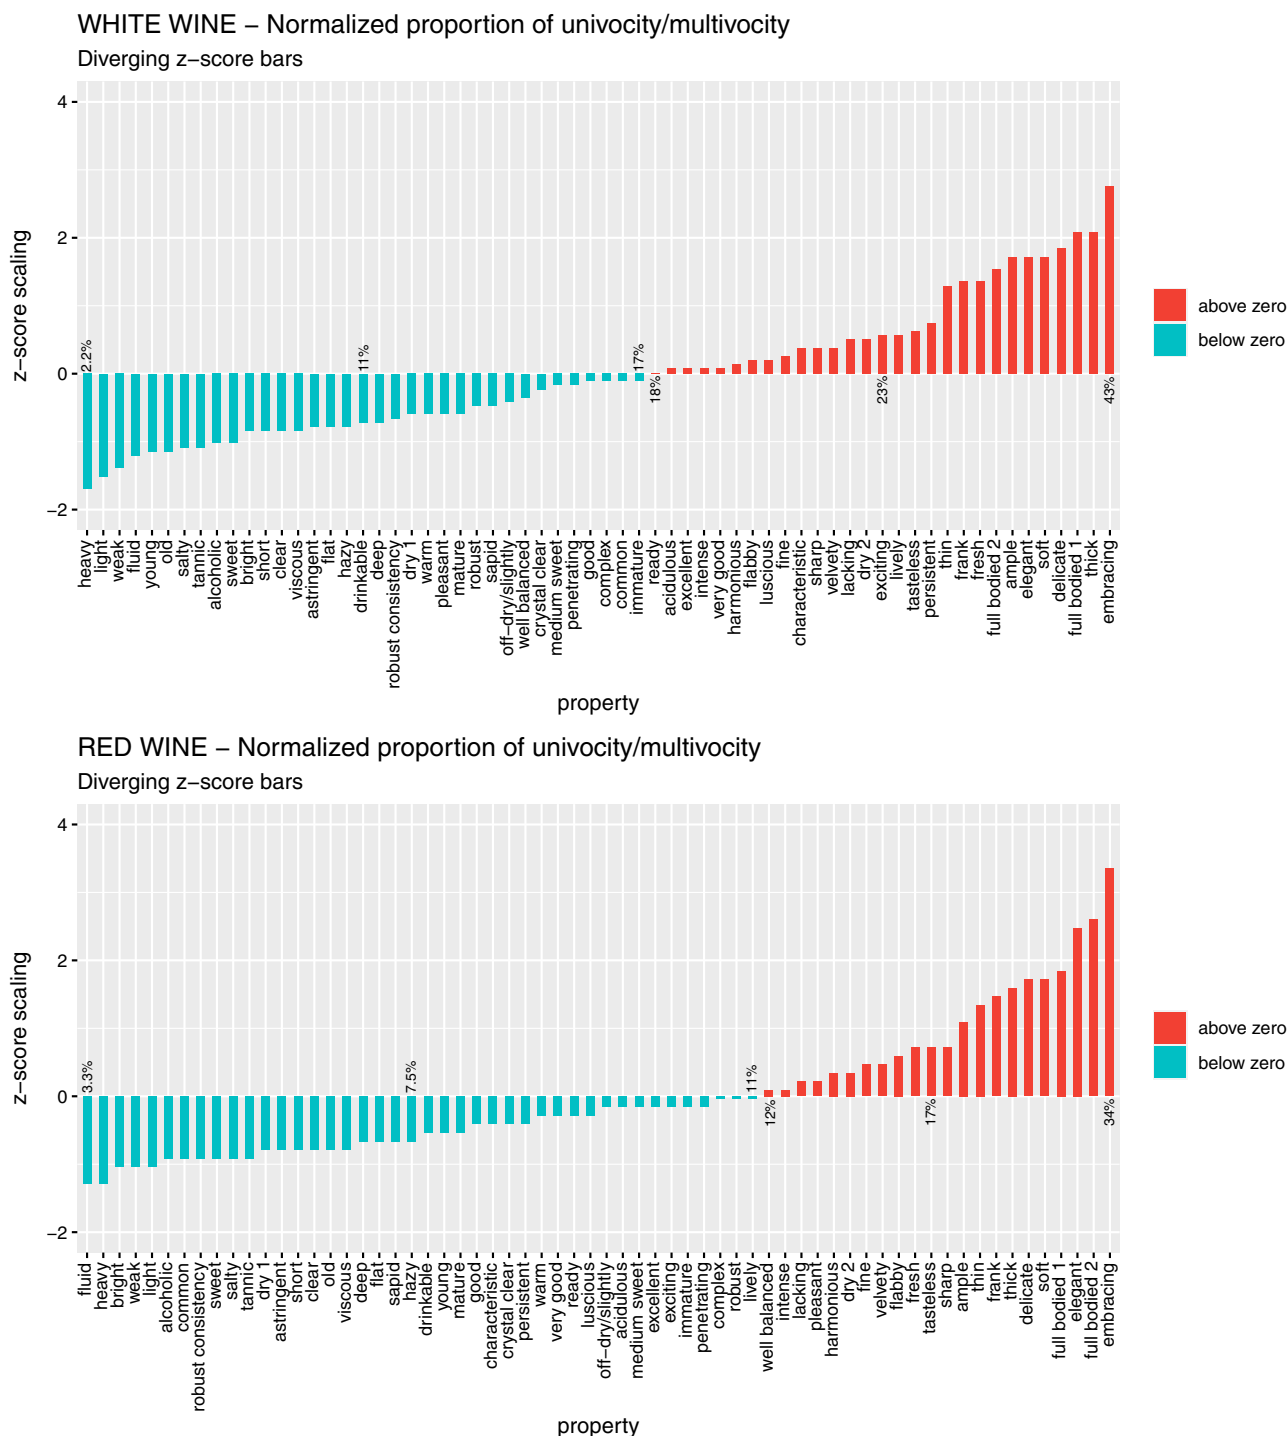 WHITE WINE − Normalized proportion of univocity/multivocity
Diverging z−score bars
z−score scaling
4
2
0
−2
2.2%
11%
17%
18%
23%
43%
heavy
light
weak
fluid
young
old
salty
tannic
alcoholic
sweet
bright
short
clear
viscous
astringent
flat
hazy
drinkable
deep
robust consistency
dry 1
warm
pleasant
mature
robust
sapid
off−dry/slightly
well balanced
crystal clear
medium sweet
penetrating
good
complex
common
immature
ready
acidulous
excellent
intense
very good
harmonious
flabby
luscious
fine
characteristic
sharp
velvety
lacking
dry 2
exciting
lively
tasteless
persistent
thin
frank
fresh
full bodied 2
ample
elegant
soft
delicate
full bodied 1
thick
embracing
property
above zero
below zero
RED WINE − Normalized proportion of univocity/multivocity
Diverging z−score bars
z−score scaling
4
2
0
−2
3.3%
7.5%
11%
12%
17%
34%
fluid
heavy
bright
weak
light
alcoholic
common
robust consistency
sweet
salty
tannic
dry 1
astringent
short
clear
old
viscous
deep
flat
sapid
hazy
drinkable
young
mature
good
characteristic
crystal clear
persistent
warm
very good
ready
luscious
off−dry/slightly
acidulous
medium sweet
excellent
exciting
immature
penetrating
complex
robust
lively
well balanced
intense
lacking
pleasant
harmonious
dry 2
fine
velvety
flabby
fresh
tasteless
sharp
ample
thin
frank
thick
delicate
soft
full bodied 1
elegant
full bodied 2
embracing
property
above zero
below zero